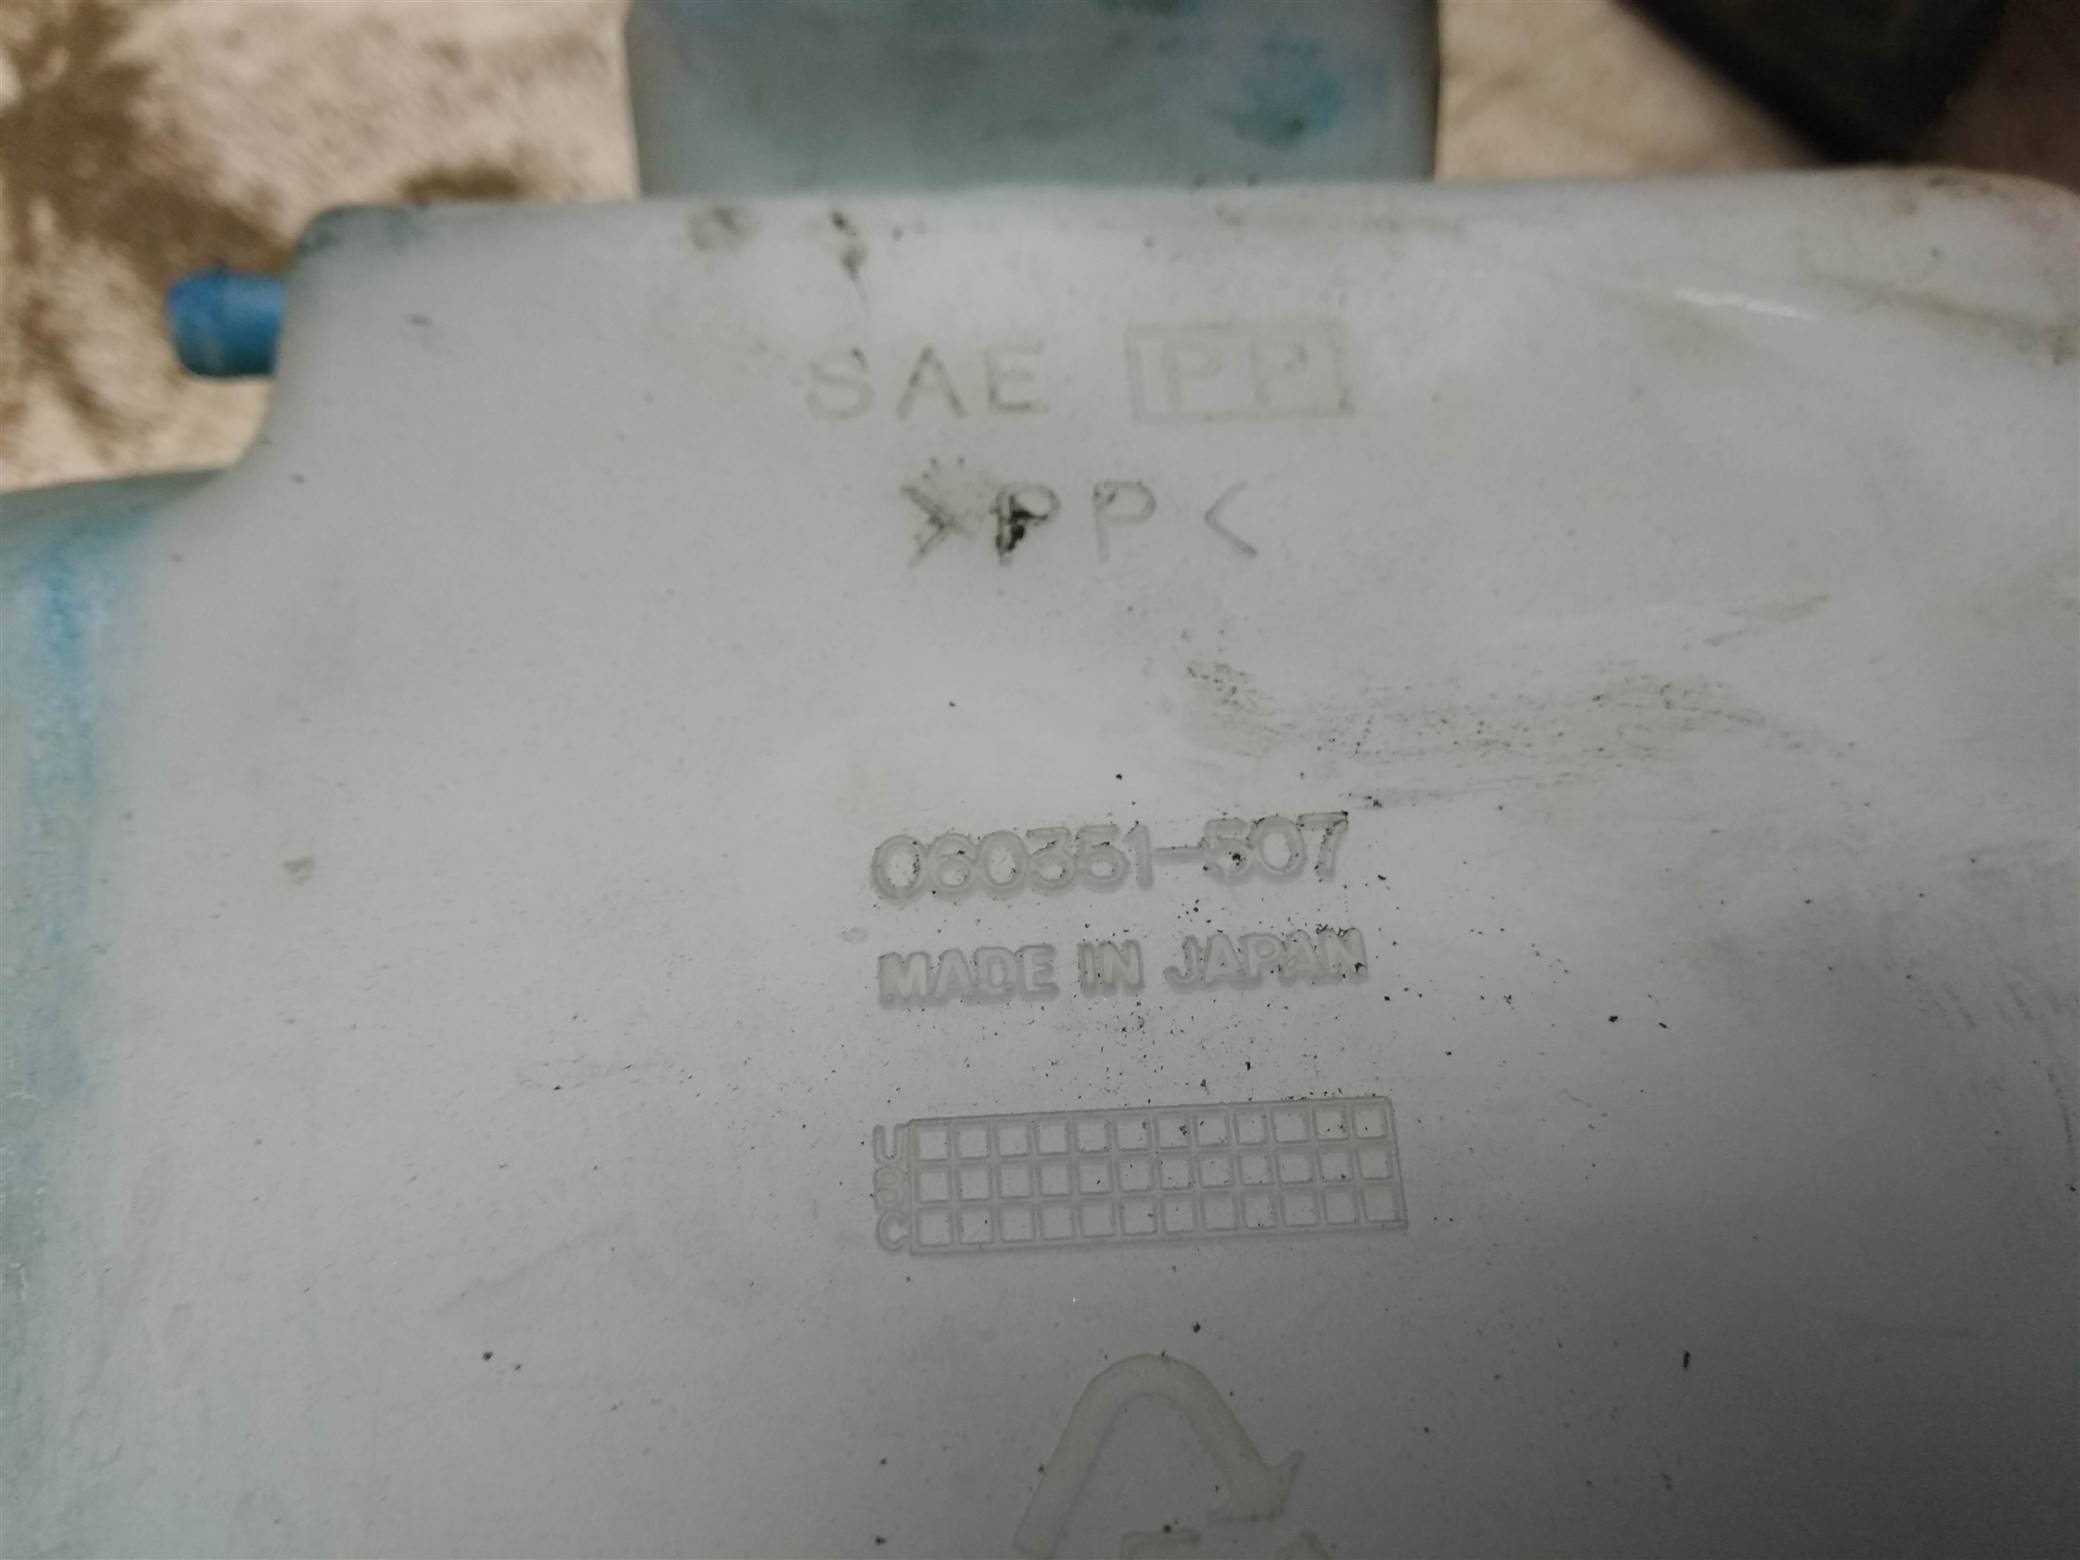 SAE PP
>PP<
060351-507
MADE IN JAPAN
U
C